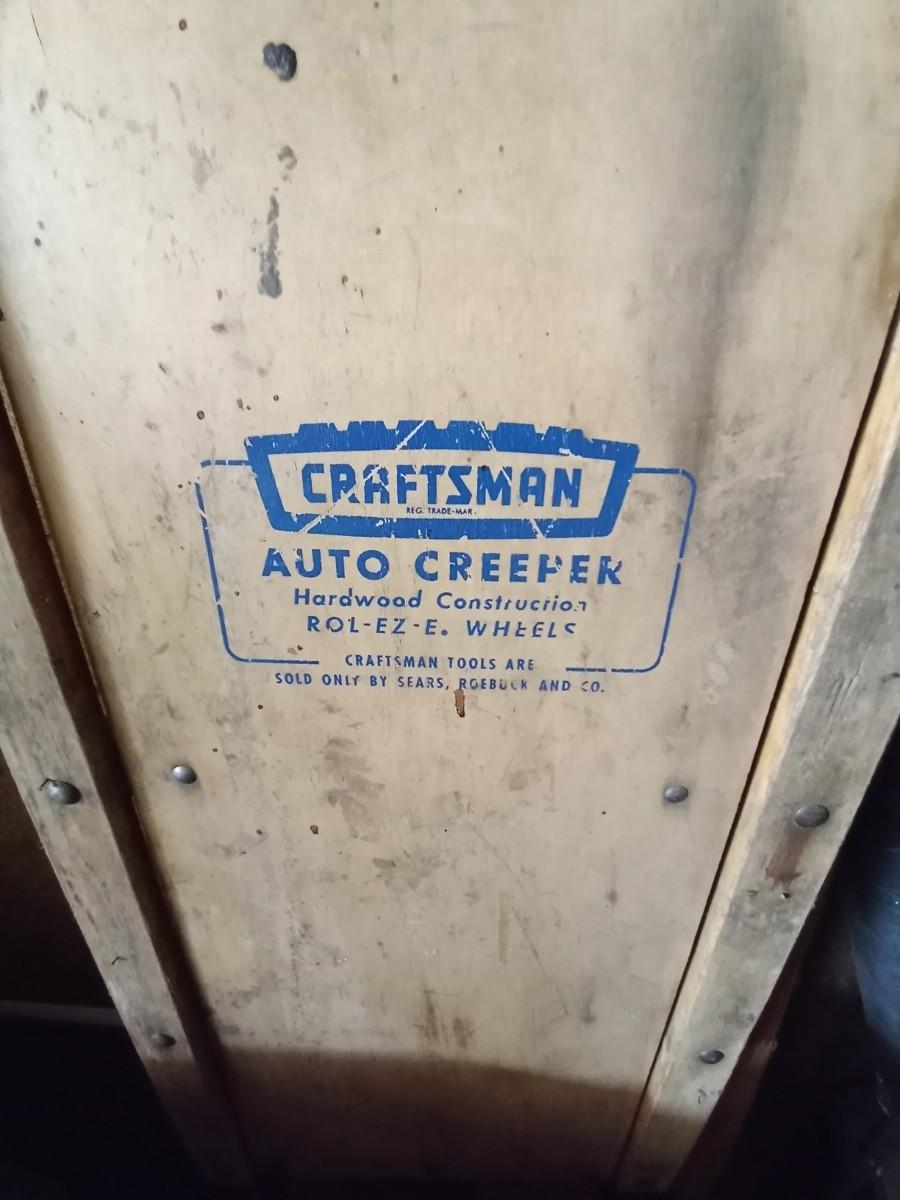 CRAFTSMAN
REG. TRADE-MAR.
AUTO CREEPER
Hardwood Construction
ROL-EZ-E. WHEELS
CRAFTSMAN TOOLS ARE
SOLD ONLY BY SEARS, ROEBUCK AND CO.